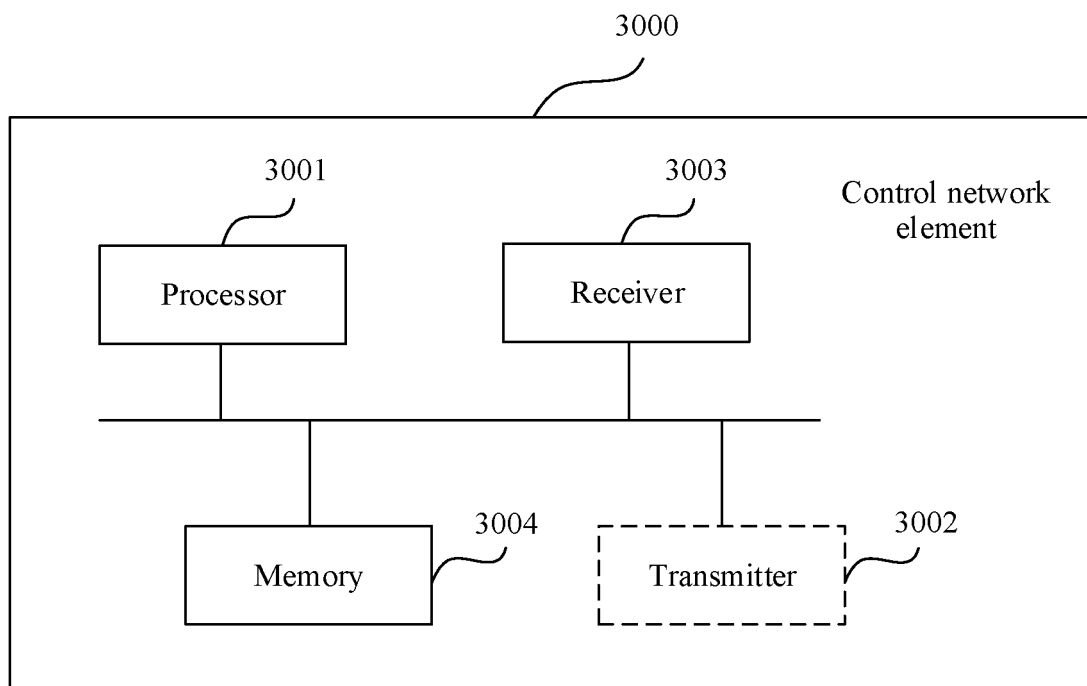 3000
3001
3003
Control network
element
Processor
Receiver
3004
3002
Memory
Transmitter